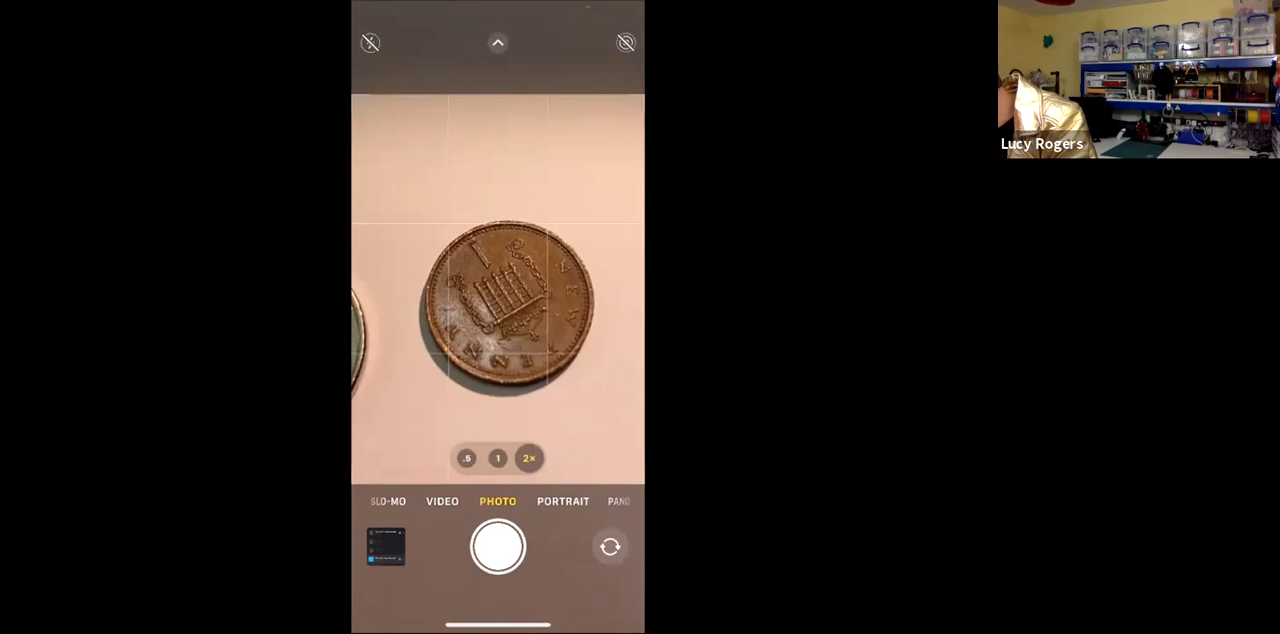 Lucy Rogers
1
NEW
PENNY
.5 1 2×
SLO-MO VIDEO PHOTO PORTRAIT PANO